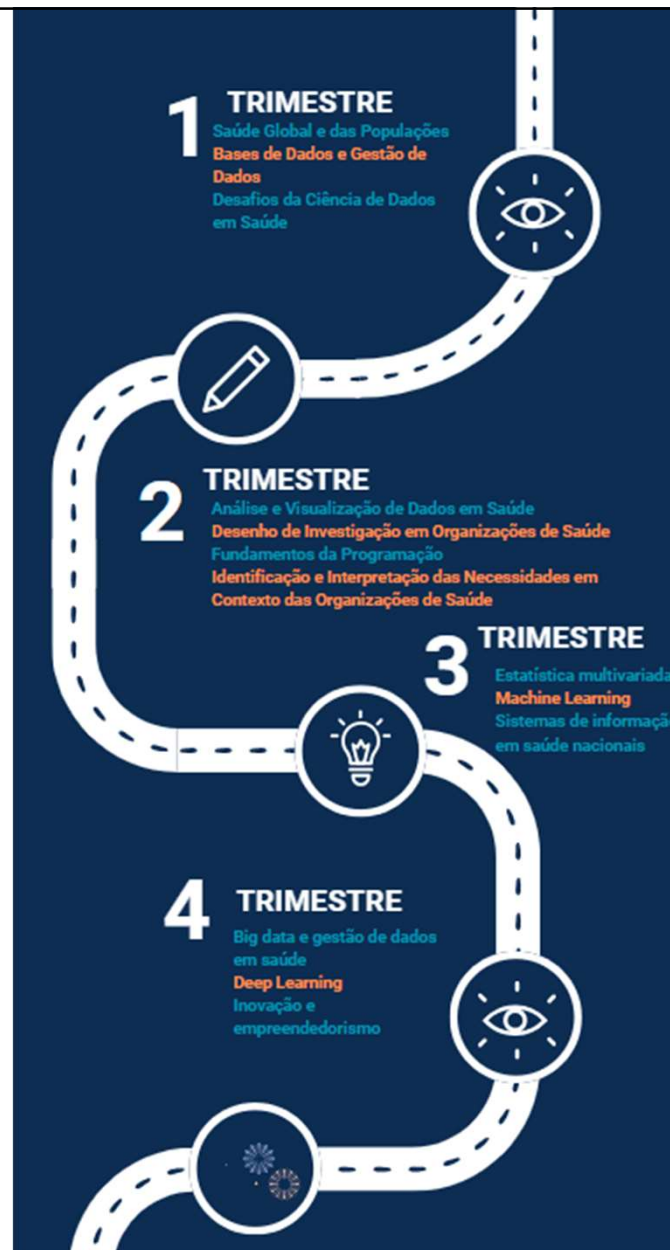 1 TRIMESTRE
Saúde Global e das Populações
Bases de Dados e Gestão de
Dados
Desafios da Ciência de Dados
em Saúde
2 TRIMESTRE
Análise e Visualização de Dados em Saúde
Desenho de Investigação em Organizações de Saúde
Fundamentos da Programação
Identificação e Interpretação das Necessidades em
Contexto das Organizações de Saúde
3 TRIMESTRE
Estatística multivariada
Machine Learning
Sistemas de informação
em saúde nacionais
4 TRIMESTRE
Big data e gestão de dados
em saúde
Deep Learning
Inovação e
empreendedorismo